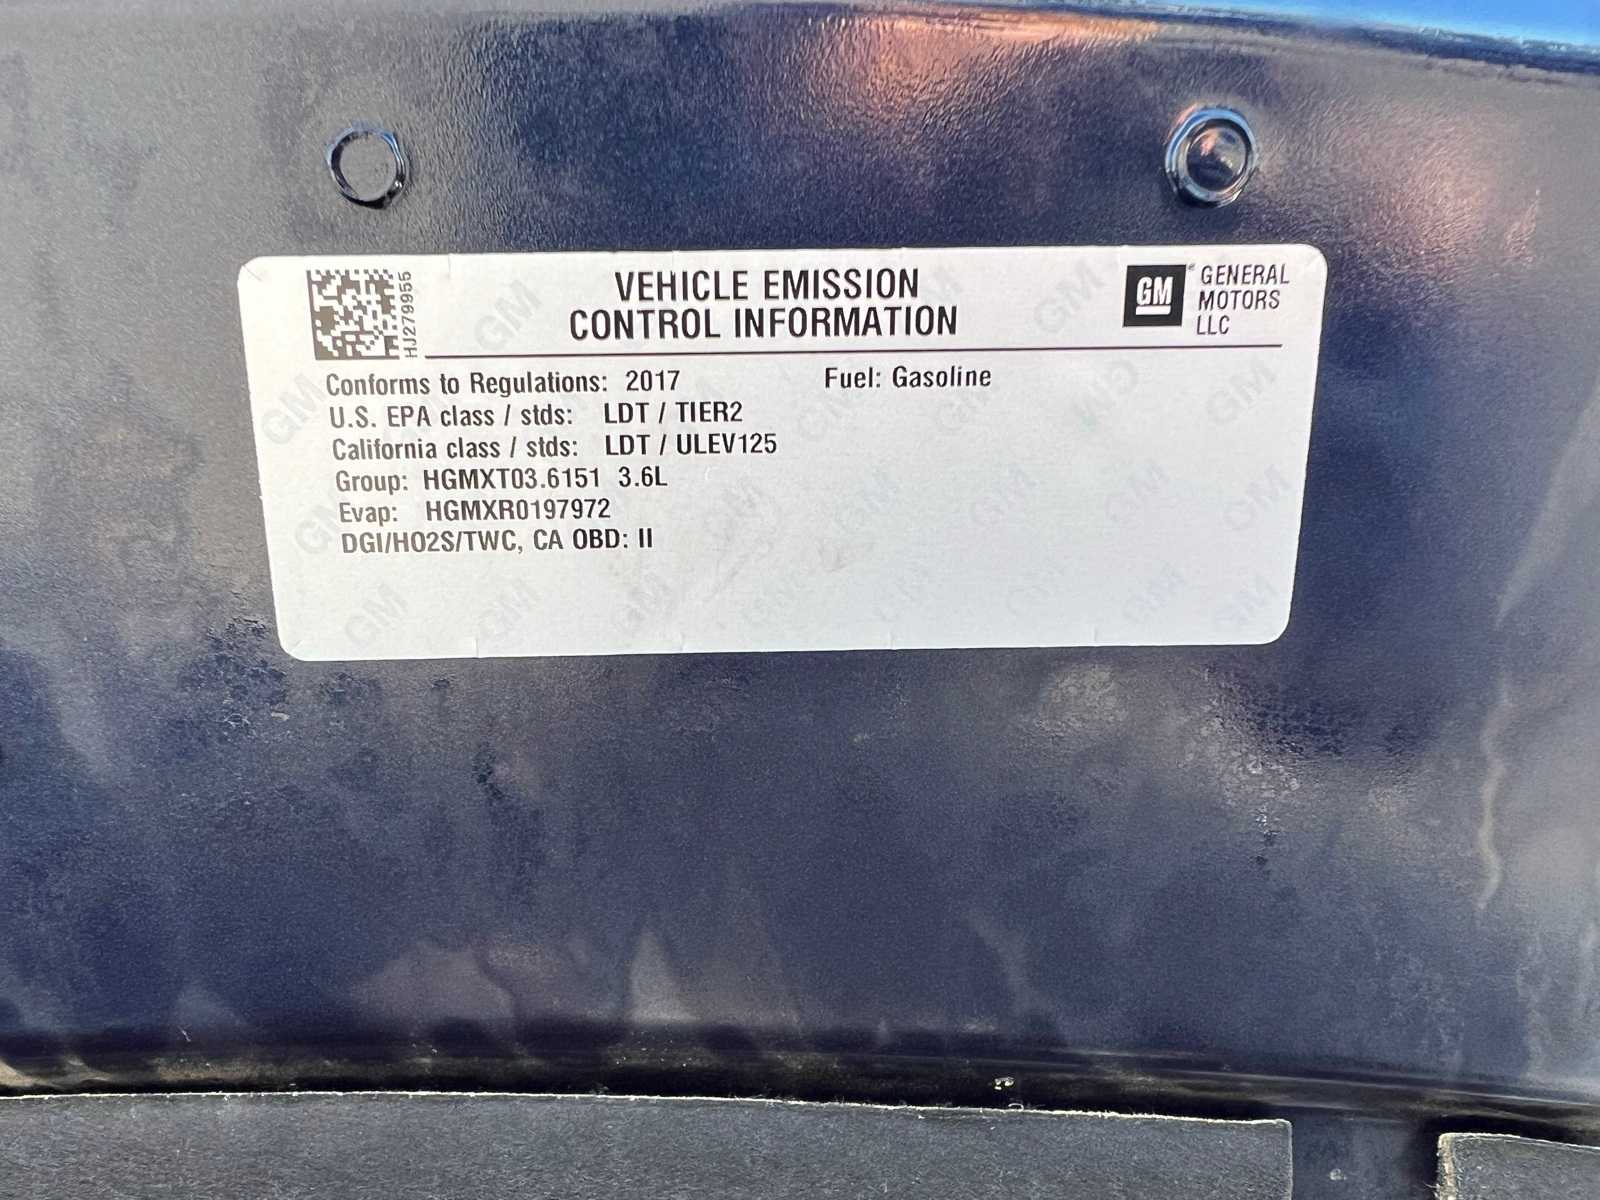 HJ279955
VEHICLE EMISSION
CONTROL INFORMATION
GM
GENERAL
MOTORS
LLC
Conforms to Regulations: 2017 Fuel: Gasoline
U.S. EPA class / stds: LDT / TIER2
California class / stds: LDT / ULEV125
Group: HGMXT03.6151 3.6L
Evap: HGMXR0197972
DGI/HO2S/TWC, CA OBD: II